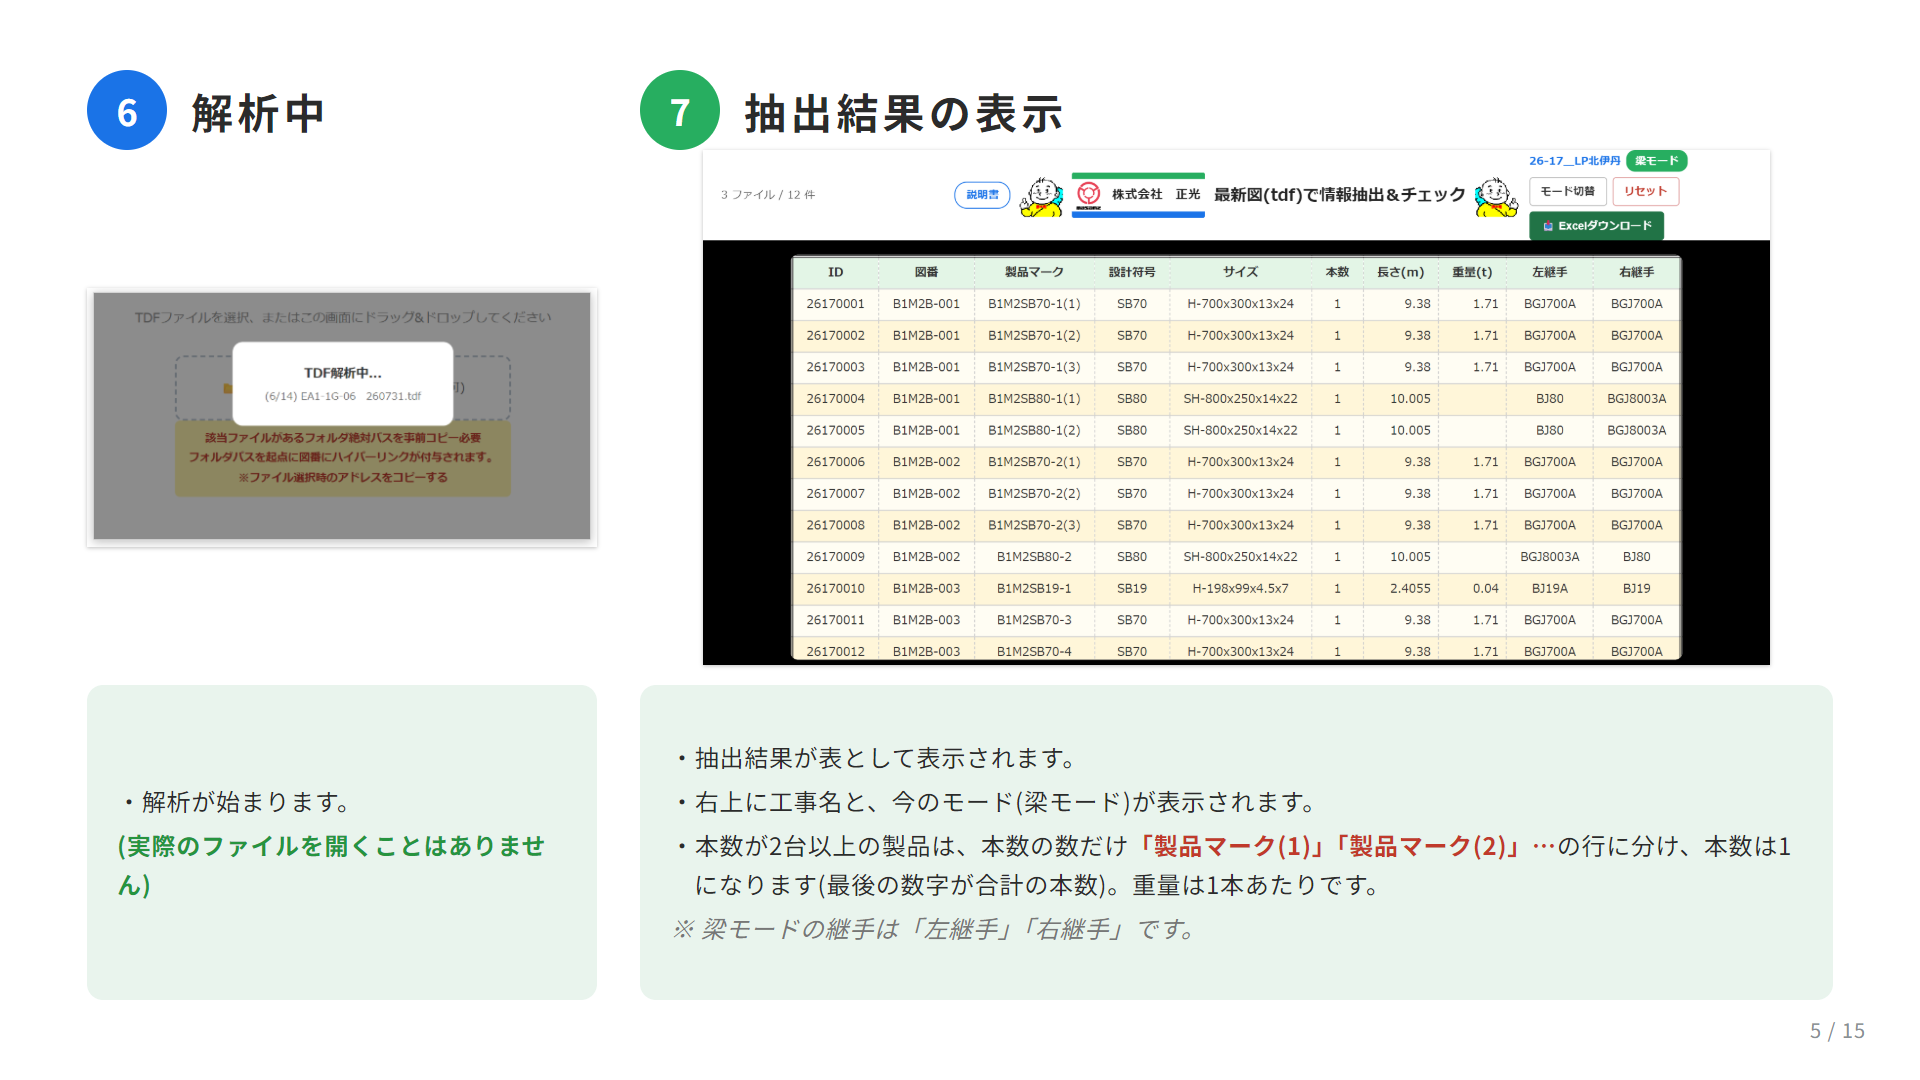 6 解析中
TDFファイルを選択、またはこの画面にドラッグ&ドロップしてください
TDF解析中...
(6/14) EA1-1G-06 260731.tdf
該当ファイルがあるフォルダ絶対パスを事前コピー必要
フォルダパスを起点に図番にハイパーリンクが付与されます。
※ファイル選択時のアドレスをコピーする
・解析が始まります。
(実際のファイルを開くことはありませ
ん)
7 抽出結果の表示
3 ファイル / 12 件
説明書
株式会社 正光
最新図(tdf)で情報抽出&チェック
26-17__LP北伊丹 梁モード
モード切替 リセット
Excelダウンロード
ID 図番 製品マーク 設計符号 サイズ 本数 長さ(m) 重量(t) 左継手 右継手
26170001 B1M2B-001 B1M2SB70-1(1) SB70 H-700x300x13x24 1 9.38 1.71 BGJ700A BGJ700A
26170002 B1M2B-001 B1M2SB70-1(2) SB70 H-700x300x13x24 1 9.38 1.71 BGJ700A BGJ700A
26170003 B1M2B-001 B1M2SB70-1(3) SB70 H-700x300x13x24 1 9.38 1.71 BGJ700A BGJ700A
26170004 B1M2B-001 B1M2SB80-1(1) SB80 SH-800x250x14x22 1 10.005 BJ80 BGJ8003A
26170005 B1M2B-001 B1M2SB80-1(2) SB80 SH-800x250x14x22 1 10.005 BJ80 BGJ8003A
26170006 B1M2B-002 B1M2SB70-2(1) SB70 H-700x300x13x24 1 9.38 1.71 BGJ700A BGJ700A
26170007 B1M2B-002 B1M2SB70-2(2) SB70 H-700x300x13x24 1 9.38 1.71 BGJ700A BGJ700A
26170008 B1M2B-002 B1M2SB70-2(3) SB70 H-700x300x13x24 1 9.38 1.71 BGJ700A BGJ700A
26170009 B1M2B-002 B1M2SB80-2 SB80 SH-800x250x14x22 1 10.005 BGJ8003A BJ80
26170010 B1M2B-003 B1M2SB19-1 SB19 H-198x99x4.5x7 1 2.4055 0.04 BJ19A BJ19
26170011 B1M2B-003 B1M2SB70-3 SB70 H-700x300x13x24 1 9.38 1.71 BGJ700A BGJ700A
26170012 B1M2B-003 B1M2SB70-4 SB70 H-700x300x13x24 1 9.38 1.71 BGJ700A BGJ700A
・抽出結果が表として表示されます。
・右上に工事名と、今のモード(梁モード)が表示されます。
・本数が2台以上の製品は、本数の数だけ「製品マーク(1)」「製品マーク(2)」…の行に分け、本数は1
になります(最後の数字が合計の本数)。重量は1本あたりです。
※ 梁モードの継手は「左継手」「右継手」です。
5 / 15